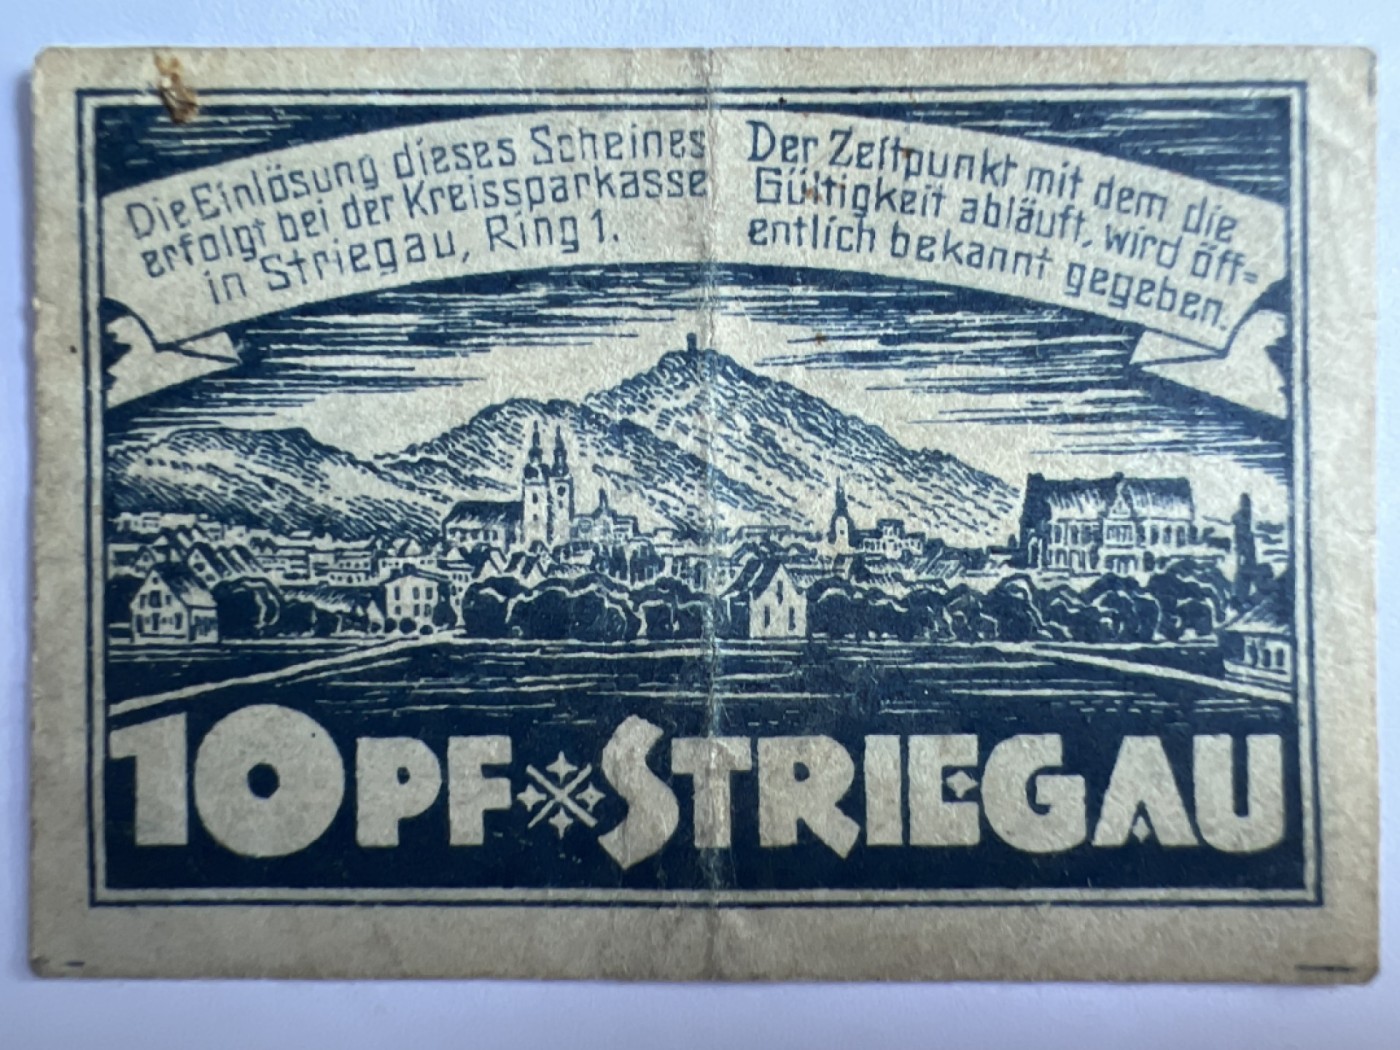 Die Einlösung dieses Scheines
erfolgt bei der Kreissparkasse
in Striegau, Ring 1.
Der Zeitpunkt mit dem die
Gültigkeit abläuft, wird öff=
entlich bekannt gegeben.
10 PF STRIEGAU